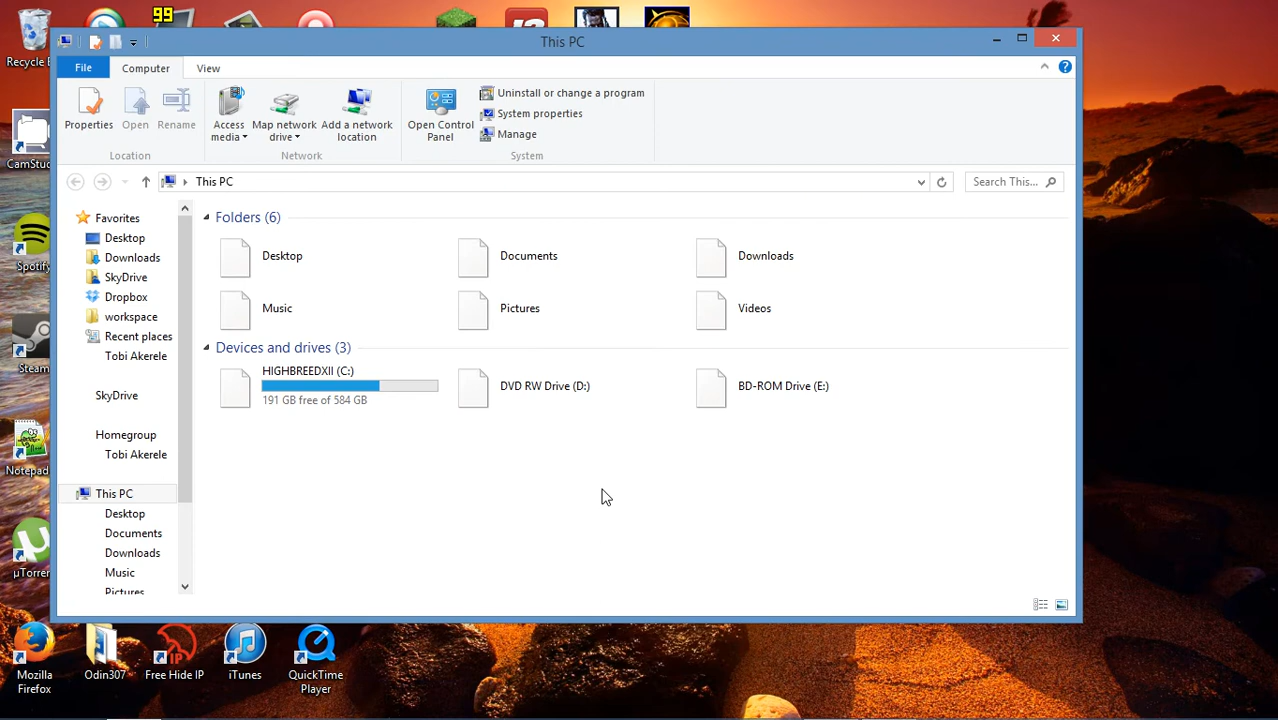 99
This PC
File
Computer
View
Properties
Open
Rename
Access media
Map network drive
Add a network location
Open Control Panel
Uninstall or change a program
System properties
Manage
Location
Network
System
This PC
Search This...
Favorites
Desktop
Downloads
SkyDrive
Dropbox
workspace
Recent places
Tobi Akerele
SkyDrive
Homegroup
Tobi Akerele
This PC
Desktop
Documents
Downloads
Music
Pictures
Folders (6)
Desktop
Documents
Downloads
Music
Pictures
Videos
Devices and drives (3)
HIGHBREEDXII (C:)
191 GB free of 584 GB
DVD RW Drive (D:)
BD-ROM Drive (E:)
Recycle
CamStu
Spotify
Steam
Notepad
µTorre
Mozilla Firefox
Odin307
Free Hide IP
IP
iTunes
QuickTime Player